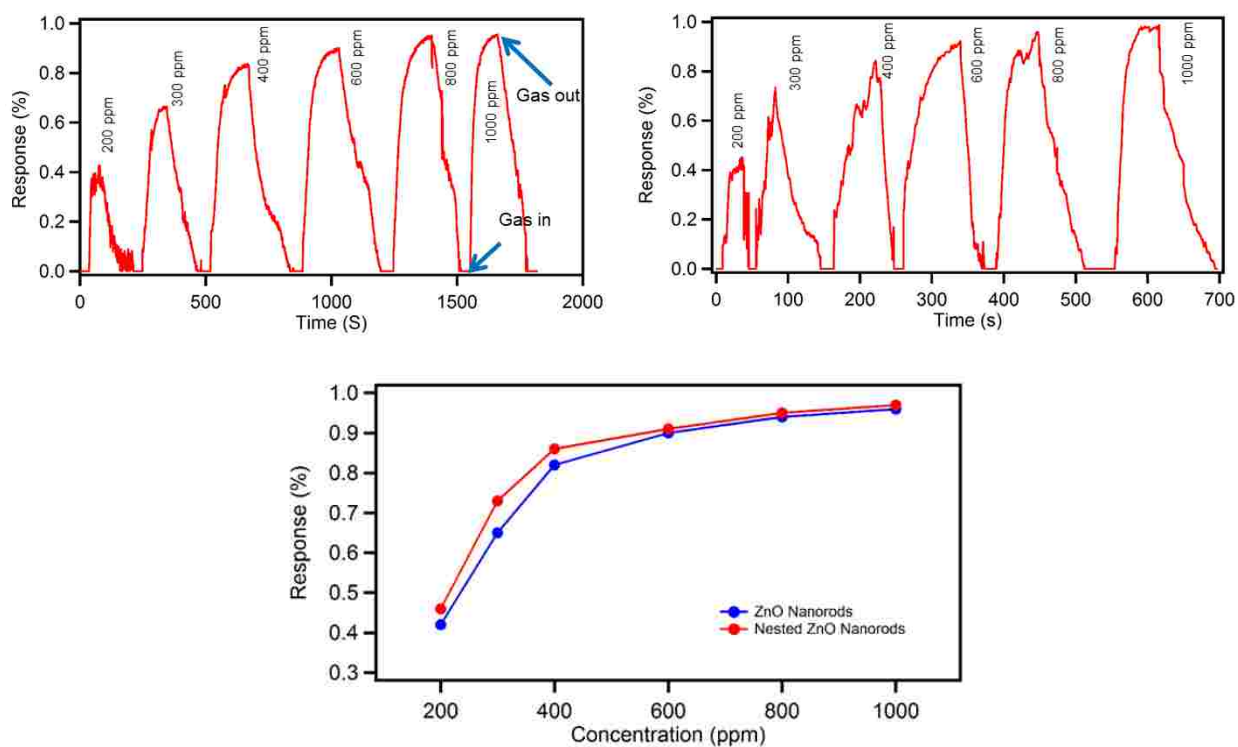 1.0
0.8
0.6
0.4
0.2
0.0
Response (%)
200 ppm
300 ppm
400 ppm
600 ppm
800 ppm
1000 ppm
Gas out
Gas in
0
500
1000
1500
2000
Time (S)
1.0
0.8
0.6
0.4
0.2
0.0
Response (%)
200 ppm
300 ppm
400 ppm
600 ppm
800 ppm
1000 ppm
0
100
200
300
400
500
600
700
Time (s)
1.0
0.9
0.8
0.7
0.6
0.5
0.4
0.3
Response (%)
ZnO Nanorods
Nested ZnO Nanorods
200
400
600
800
1000
Concentration (ppm)